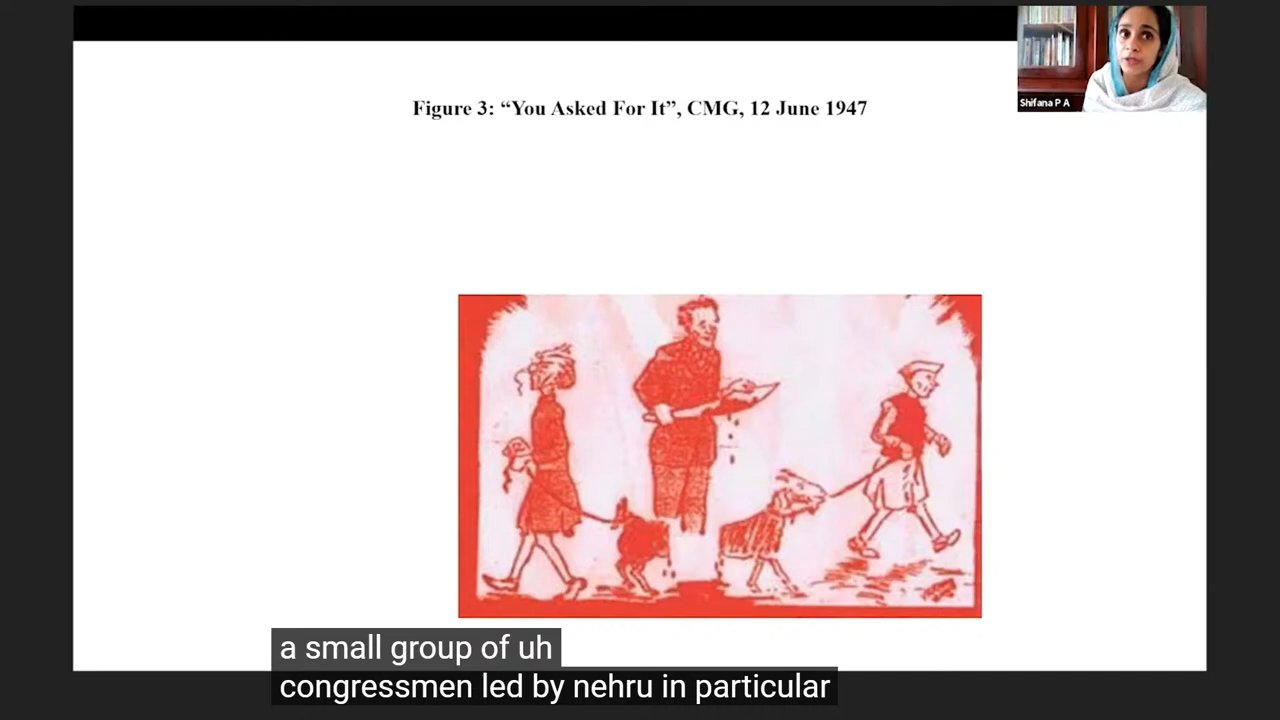 Figure 3: “You Asked For It”, CMG, 12 June 1947
Shifana P A
a small group of uh
congressmen led by nehru in particular